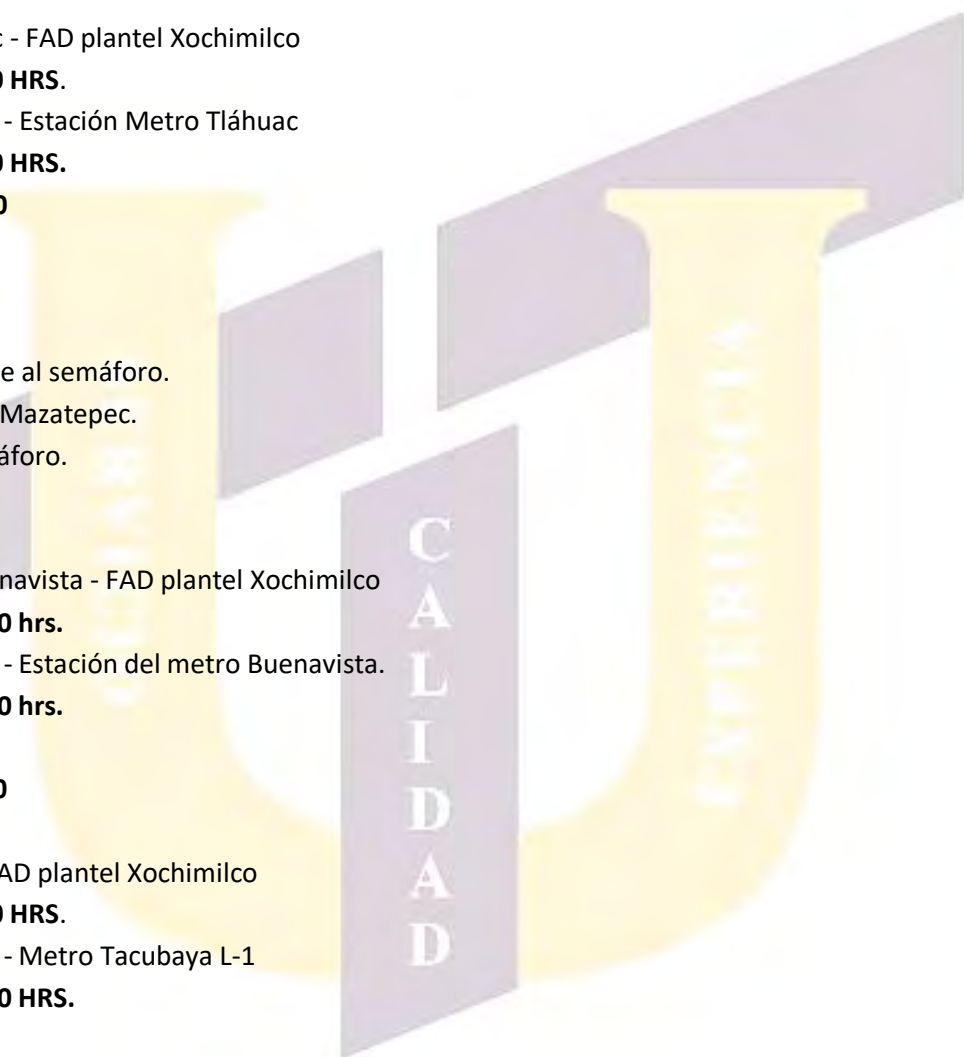 - FAD plantel Xochimilco
0 HRS.
- Estación Metro Tláhuac
0 HRS.
0
e al semáforo.
Mazatepec.
áforo.
navista - FAD plantel Xochimilco
0 hrs.
- Estación del metro Buenavista.
0 hrs.
0
AD plantel Xochimilco
0 HRS.
- Metro Tacubaya L-1
0 HRS.
CALIDAD
EXPERIENCIA